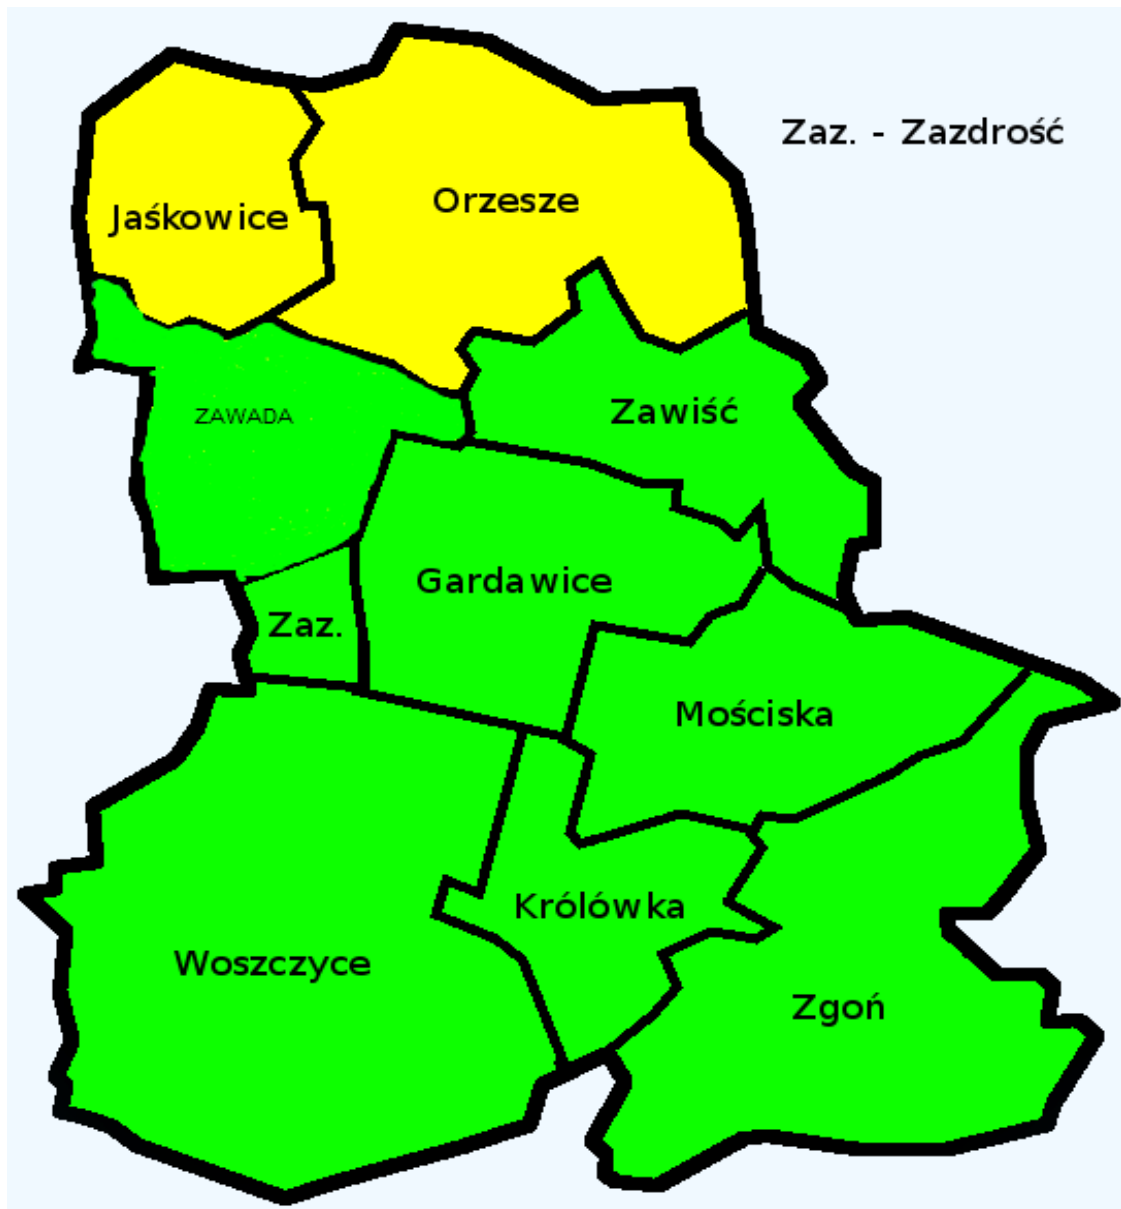 Zaz. - Zazdrość
Orzesze
Jaśkowice
Zawiść
ZAWADA
Gardawice
Zaz.
Mościska
Królówka
Woszczyce
Zgoń